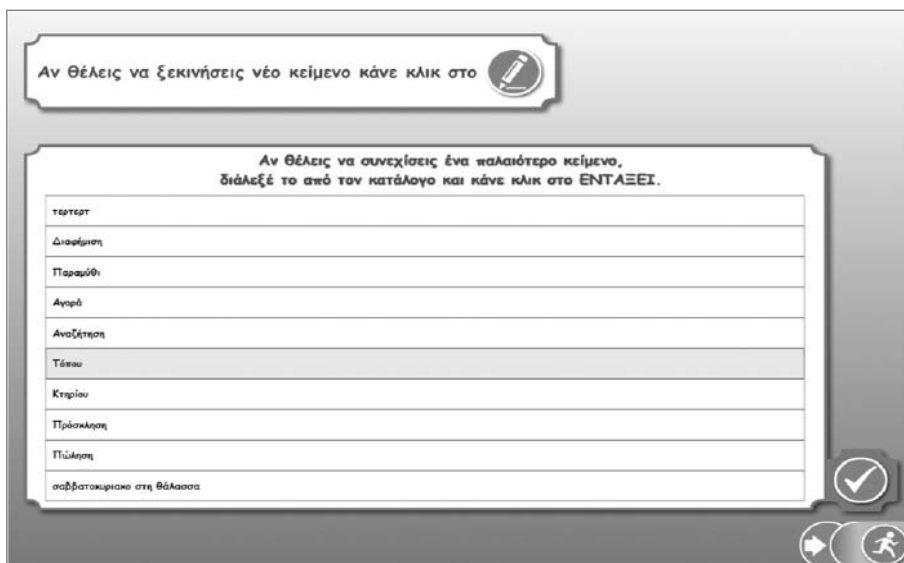 Αν θέλεις να ξεκινήσεις νέο κείμενο κάνε κλικ στο
Αν θέλεις να συνεχίσεις ένα παλαιότερο κείμενο,
διάλεξέ το από τον κατάλογο και κάνε κλικ στο ΕΝΤΑΞΕΙ.
τερτερτ
Διαφήμιση
Παραμύθι
Αγορά
Αναζήτηση
Τόπου
Κτηρίου
Πρόσκληση
Πώληση
σαββατοκυριακο στη θάλασσα